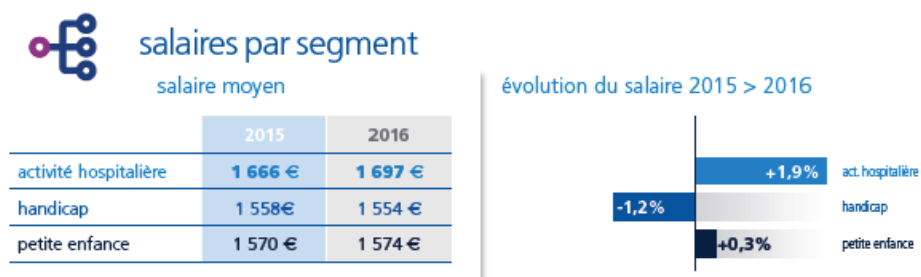 salaires par segment
salaire moyen
2015 2016
activité hospitalière 1 666 € 1 697 €
handicap 1 558€ 1 554 €
petite enfance 1 570 € 1 574 €
évolution du salaire 2015 > 2016
+1,9% act. hospitalière
-1,2% handicap
+0,3% petite enfance